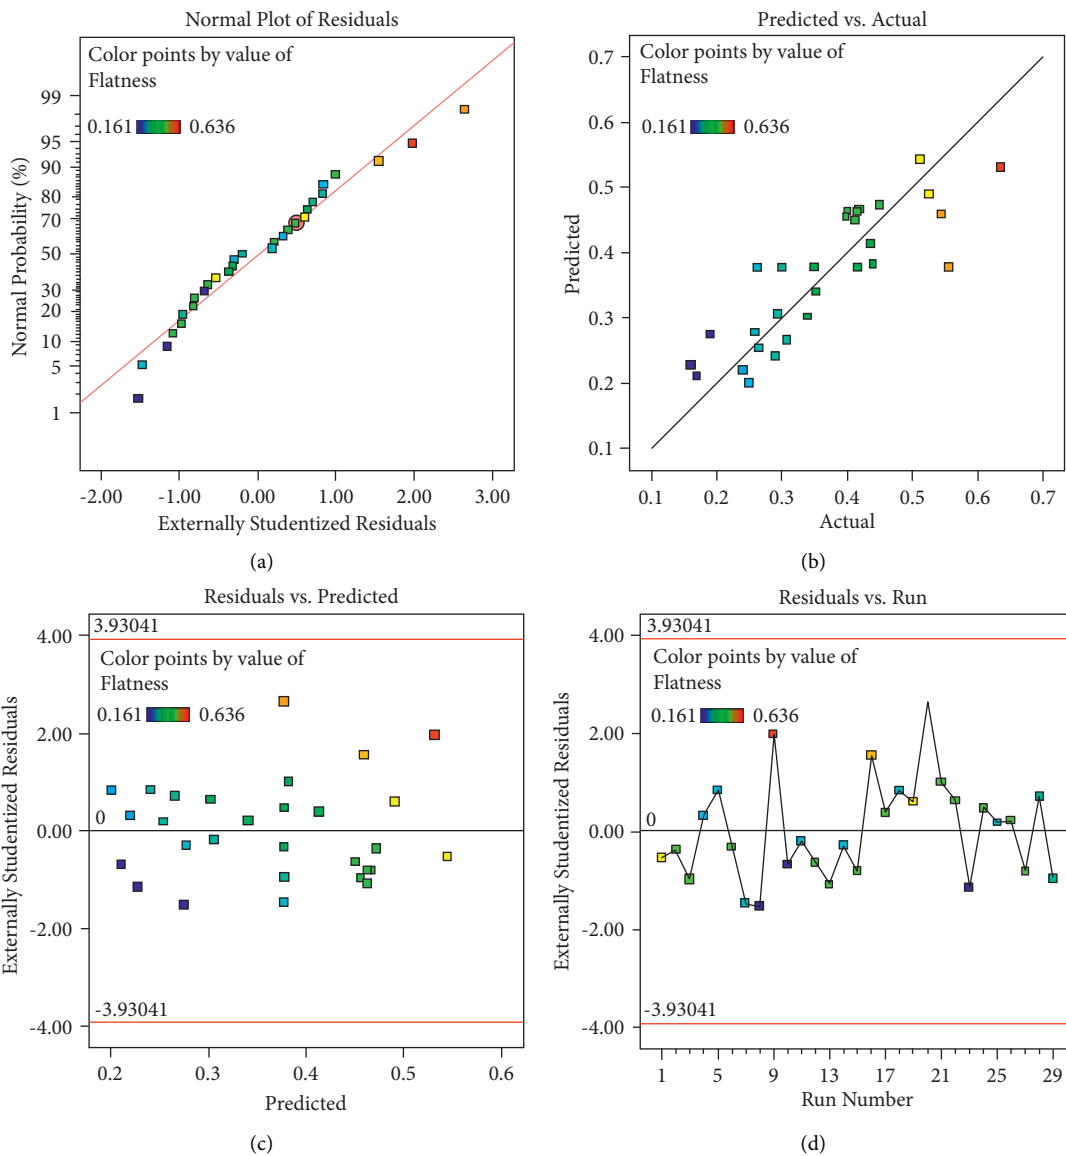 Normal Plot of Residuals
Color points by value of
Flatness
0.161 0.636
99
95
90
80
70
50
30
20
10
5
1
Normal Probability (%)
-2.00 -1.00 0.00 1.00 2.00 3.00
Externally Studentized Residuals
(a)
Predicted vs. Actual
Color points by value of
Flatness
0.161 0.636
0.7
0.6
0.5
0.4
0.3
0.2
0.1
Predicted
0.1 0.2 0.3 0.4 0.5 0.6 0.7
Actual
(b)
Residuals vs. Predicted
3.93041
Color points by value of
Flatness
0.161 0.636
0
-3.93041
4.00
2.00
0.00
-2.00
-4.00
Externally Studentized Residuals
0.2 0.3 0.4 0.5 0.6
Predicted
(c)
Residuals vs. Run
3.93041
Color points by value of
Flatness
0.161 0.636
0
-3.93041
4.00
2.00
0.00
-2.00
-4.00
Externally Studentized Residuals
1 5 9 13 17 21 25 29
Run Number
(d)